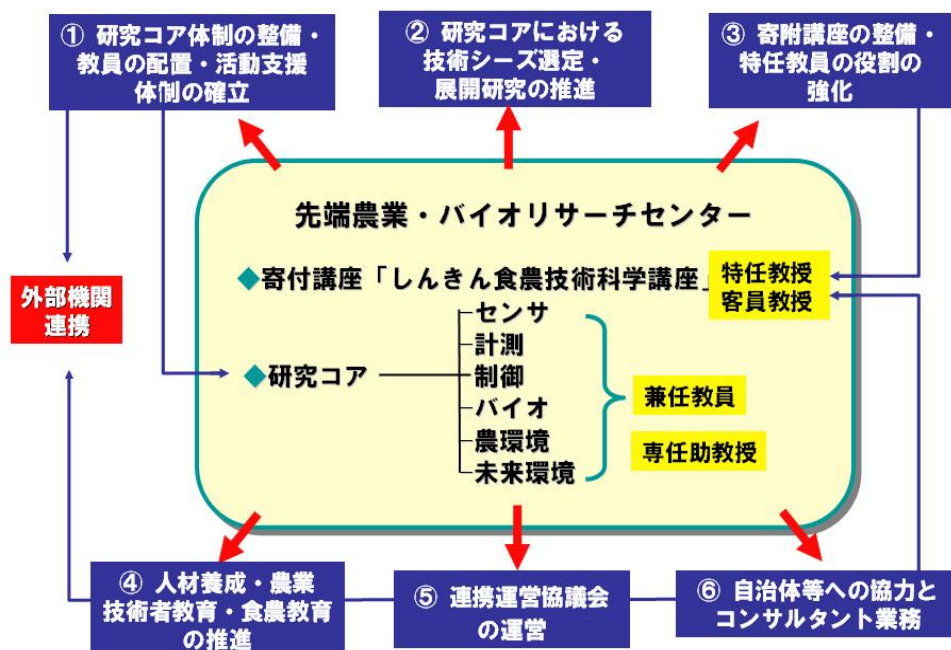 ① 研究コア体制の整備・
教員の配置・活動支援
体制の確立
② 研究コアにおける
技術シーズ選定・
展開研究の推進
③ 寄附講座の整備・
特任教員の役割の
強化
先端農業・バイオリサーチセンター
◆寄付講座「しんきん食農技術科学講座」
特任教授
客員教授
外部機関
連携
◆研究コア
センサ
計測
制御
バイオ
農環境
未来環境
兼任教員
専任助教授
④ 人材養成・農業
技術者教育・食農教育
の推進
⑤ 連携運営協議会
の運営
⑥ 自治体等への協力と
コンサルタント業務